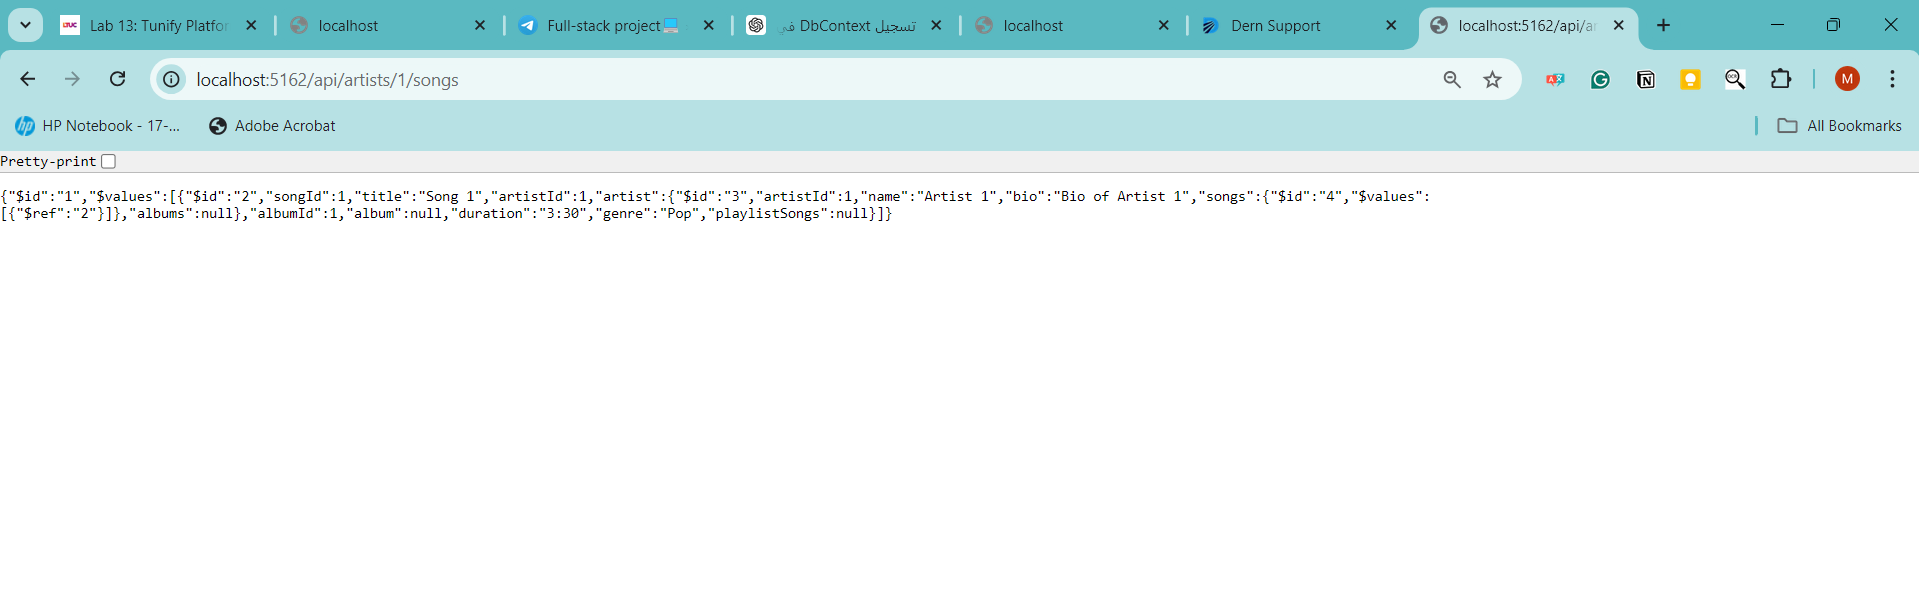 Lab 13: Tunify Platfor
localhost
Full-stack project
تسجيل DbContext في
localhost
Dern Support
localhost:5162/api/ar
localhost:5162/api/artists/1/songs
M
HP Notebook - 17-...
Adobe Acrobat
All Bookmarks
Pretty-print
{"$id":"1","$values":[{"$id":"2","songId":1,"title":"Song 1","artistId":1,"artist":{"$id":"3","artistId":1,"name":"Artist 1","bio":"Bio of Artist 1","songs":{"$id":"4","$values":
[{"$ref":"2"}]},"albums":null},"albumId":1,"album":null,"duration":"3:30","genre":"Pop","playlistSongs":null}]}